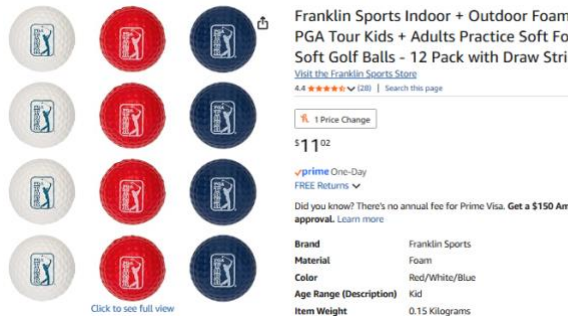 Franklin Sports Indoor + Outdoor Foam
PGA Tour Kids + Adults Practice Soft Fo
Soft Golf Balls - 12 Pack with Draw Stri
Visit the Franklin Sports Store
4.4 (28) | Search this page
1 Price Change
$1102
prime One-Day
FREE Returns
Did you know? There's no annual fee for Prime Visa. Get a $150 Am
approval. Learn more
Brand Franklin Sports
Material Foam
Color Red/White/Blue
Age Range (Description) Kid
Item Weight 0.15 Kilograms
Click to see full view